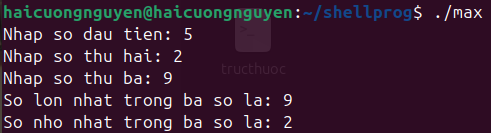 haicuongnguyen@haicuongnguyen:~/shellprog$ ./max
Nhap so dau tien: 5
Nhap so thu hai: 2
Nhap so thu ba: 9
So lon nhat trong ba so la: 9
So nho nhat trong ba so la: 2
tructhuoc